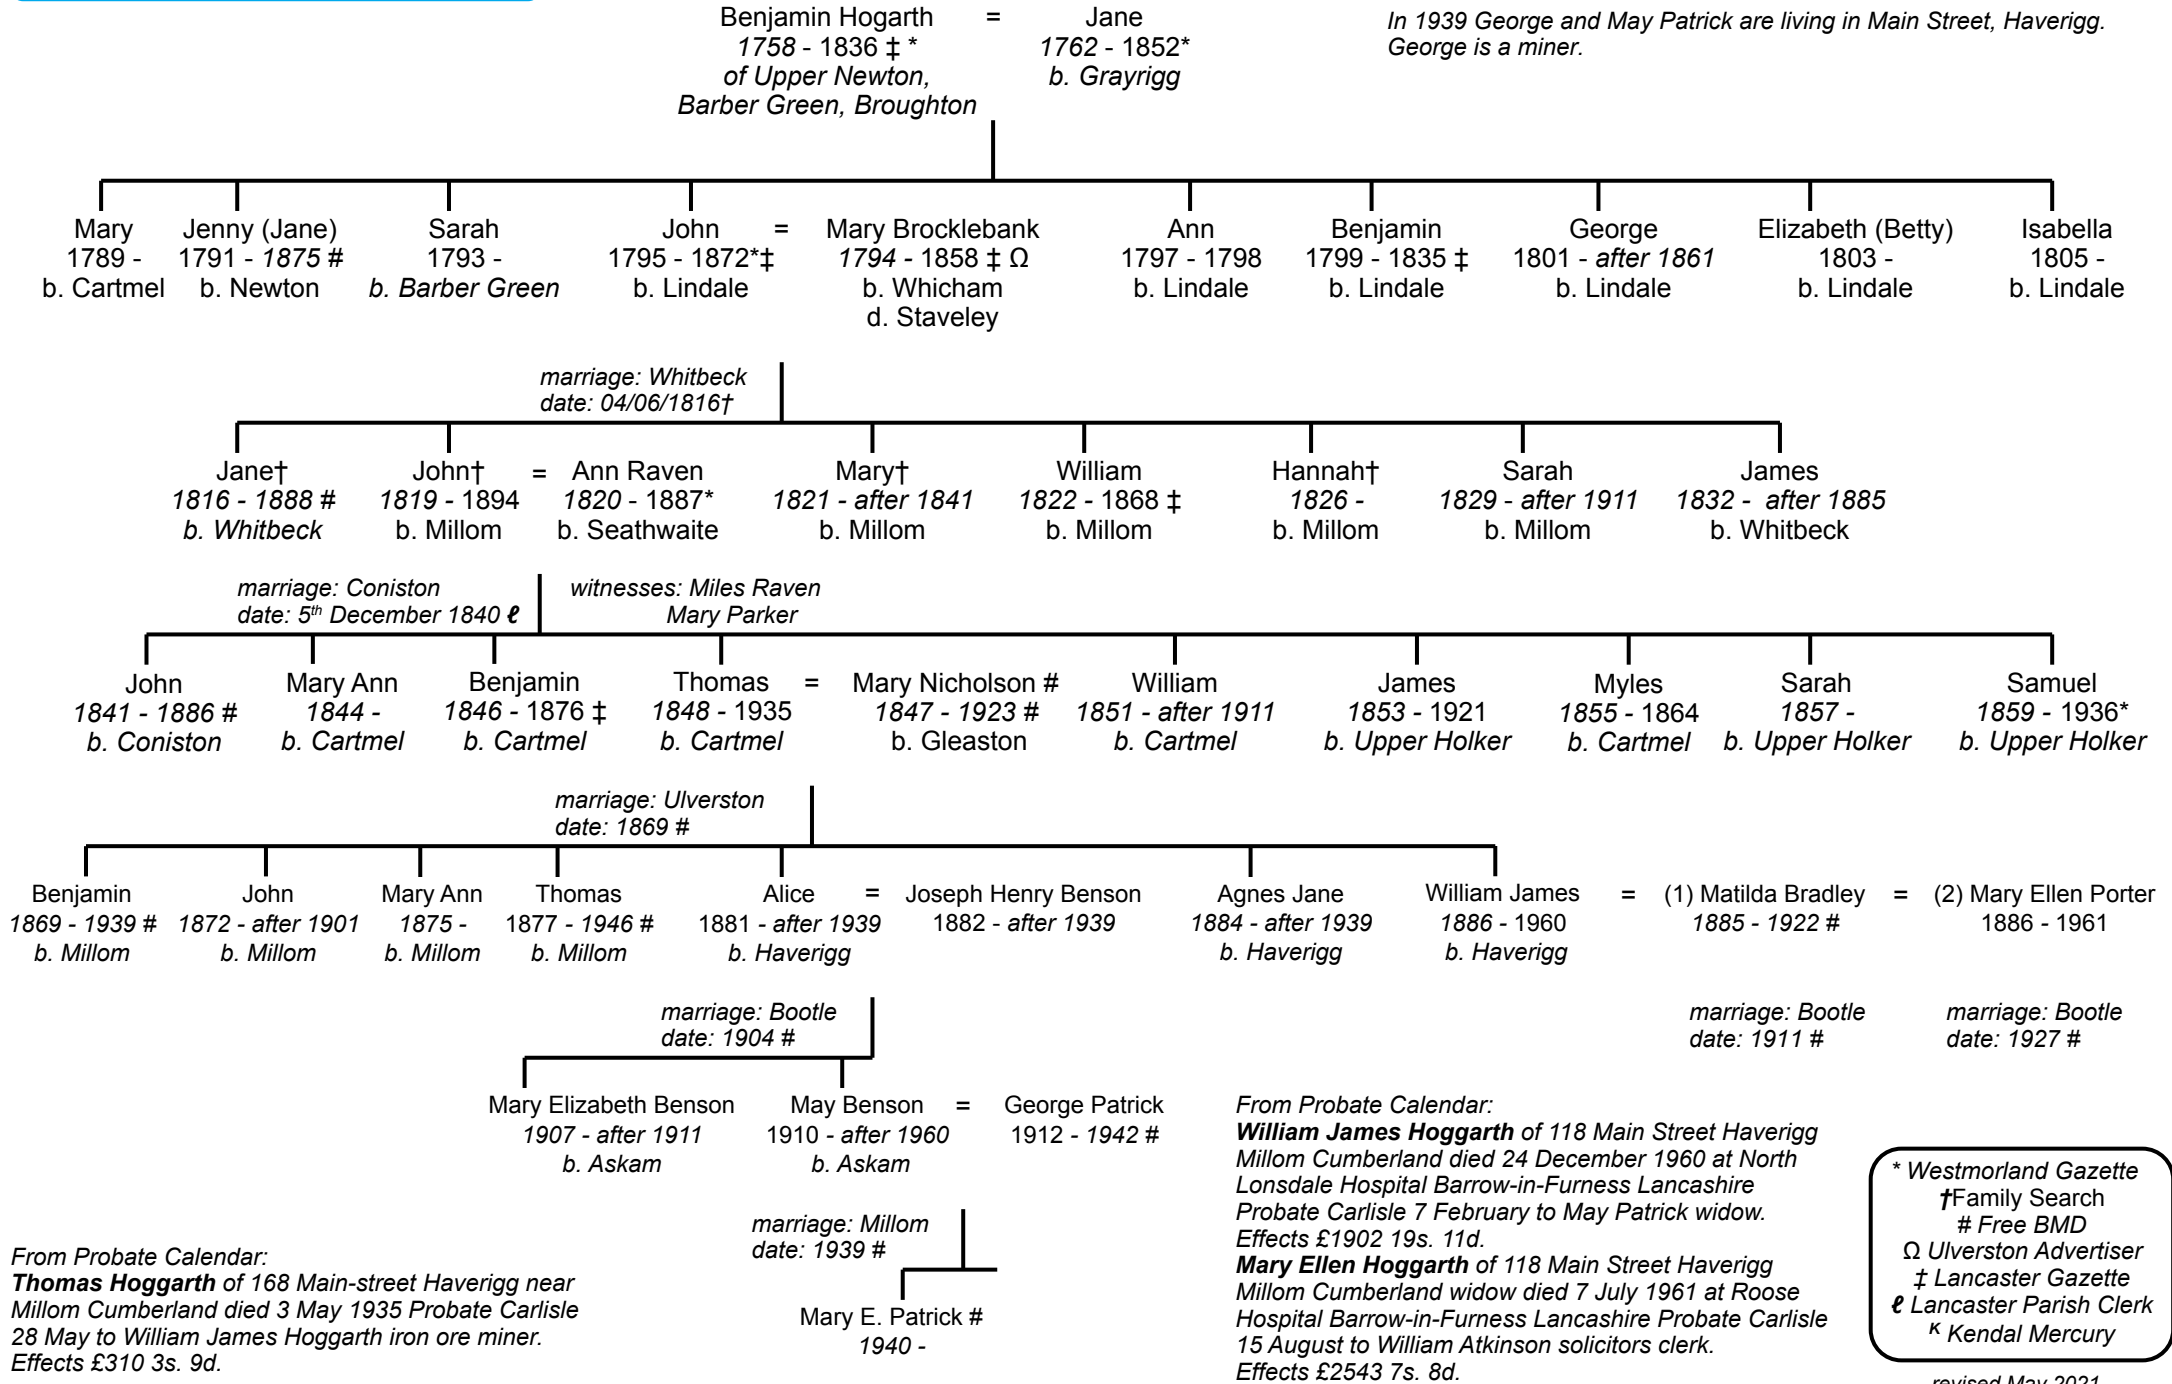 Benjamin Hogarth = Jane
1758 - 1836 ‡ * 1762 - 1852*
of Upper Newton, b. Grayrigg
Barber Green, Broughton
In 1939 George and May Patrick are living in Main Street, Haverigg.
George is a miner.
Mary Jenny (Jane) Sarah John = Mary Brocklebank Ann Benjamin George Elizabeth (Betty) Isabella
1789 - 1791 - 1875 # 1793 - 1795 - 1872*‡ 1794 - 1858 ‡ Ω 1797 - 1798 1799 - 1835 ‡ 1801 - after 1861 1803 - 1805 -
b. Cartmel b. Newton b. Barber Green b. Lindale b. Whicham b. Lindale b. Lindale b. Lindale b. Lindale b. Lindale
d. Staveley
marriage: Whitbeck
date: 04/06/1816†
Jane† John† = Ann Raven Mary† William Hannah† Sarah James
1816 - 1888 # 1819 - 1894 1820 - 1887* 1821 - after 1841 1822 - 1868 ‡ 1826 - 1829 - after 1911 1832 - after 1885
b. Whitbeck b. Millom b. Seathwaite b. Millom b. Millom b. Millom b. Millom b. Whitbeck
marriage: Coniston witnesses: Miles Raven
date: 5th December 1840 ℓ Mary Parker
John Mary Ann Benjamin Thomas = Mary Nicholson # William James Myles Sarah Samuel
1841 - 1886 # 1844 - 1846 - 1876 ‡ 1848 - 1935 1847 - 1923 # 1851 - after 1911 1853 - 1921 1855 - 1864 1857 - 1859 - 1936*
b. Coniston b. Cartmel b. Cartmel b. Cartmel b. Gleaston b. Cartmel b. Upper Holker b. Cartmel b. Upper Holker b. Upper Holker
marriage: Ulverston
date: 1869 #
Benjamin John Mary Ann Thomas Alice = Joseph Henry Benson Agnes Jane William James = (1) Matilda Bradley = (2) Mary Ellen Porter
1869 - 1939 # 1872 - after 1901 1875 - 1877 - 1946 # 1881 - after 1939 1882 - after 1939 1884 - after 1939 1886 - 1960 1885 - 1922 # 1886 - 1961
b. Millom b. Millom b. Millom b. Millom b. Haverigg b. Haverigg b. Haverigg
marriage: Bootle marriage: Bootle marriage: Bootle
date: 1904 # date: 1911 # date: 1927 #
Mary Elizabeth Benson May Benson = George Patrick
1907 - after 1911 1910 - after 1960 1912 - 1942 #
b. Askam b. Askam
marriage: Millom
date: 1939 #
Mary E. Patrick #
1940 -
From Probate Calendar:
Thomas Hoggarth of 168 Main-street Haverigg near
Millom Cumberland died 3 May 1935 Probate Carlisle
28 May to William James Hoggarth iron ore miner.
Effects £310 3s. 9d.
From Probate Calendar:
William James Hoggarth of 118 Main Street Haverigg
Millom Cumberland died 24 December 1960 at North
Lonsdale Hospital Barrow-in-Furness Lancashire
Probate Carlisle 7 February to May Patrick widow.
Effects £1902 19s. 11d.
Mary Ellen Hoggarth of 118 Main Street Haverigg
Millom Cumberland widow died 7 July 1961 at Roose
Hospital Barrow-in-Furness Lancashire Probate Carlisle
15 August to William Atkinson solicitors clerk.
Effects £2543 7s. 8d.
* Westmorland Gazette
†Family Search
# Free BMD
Ω Ulverston Advertiser
‡ Lancaster Gazette
ℓ Lancaster Parish Clerk
K Kendal Mercury
revised May 2021